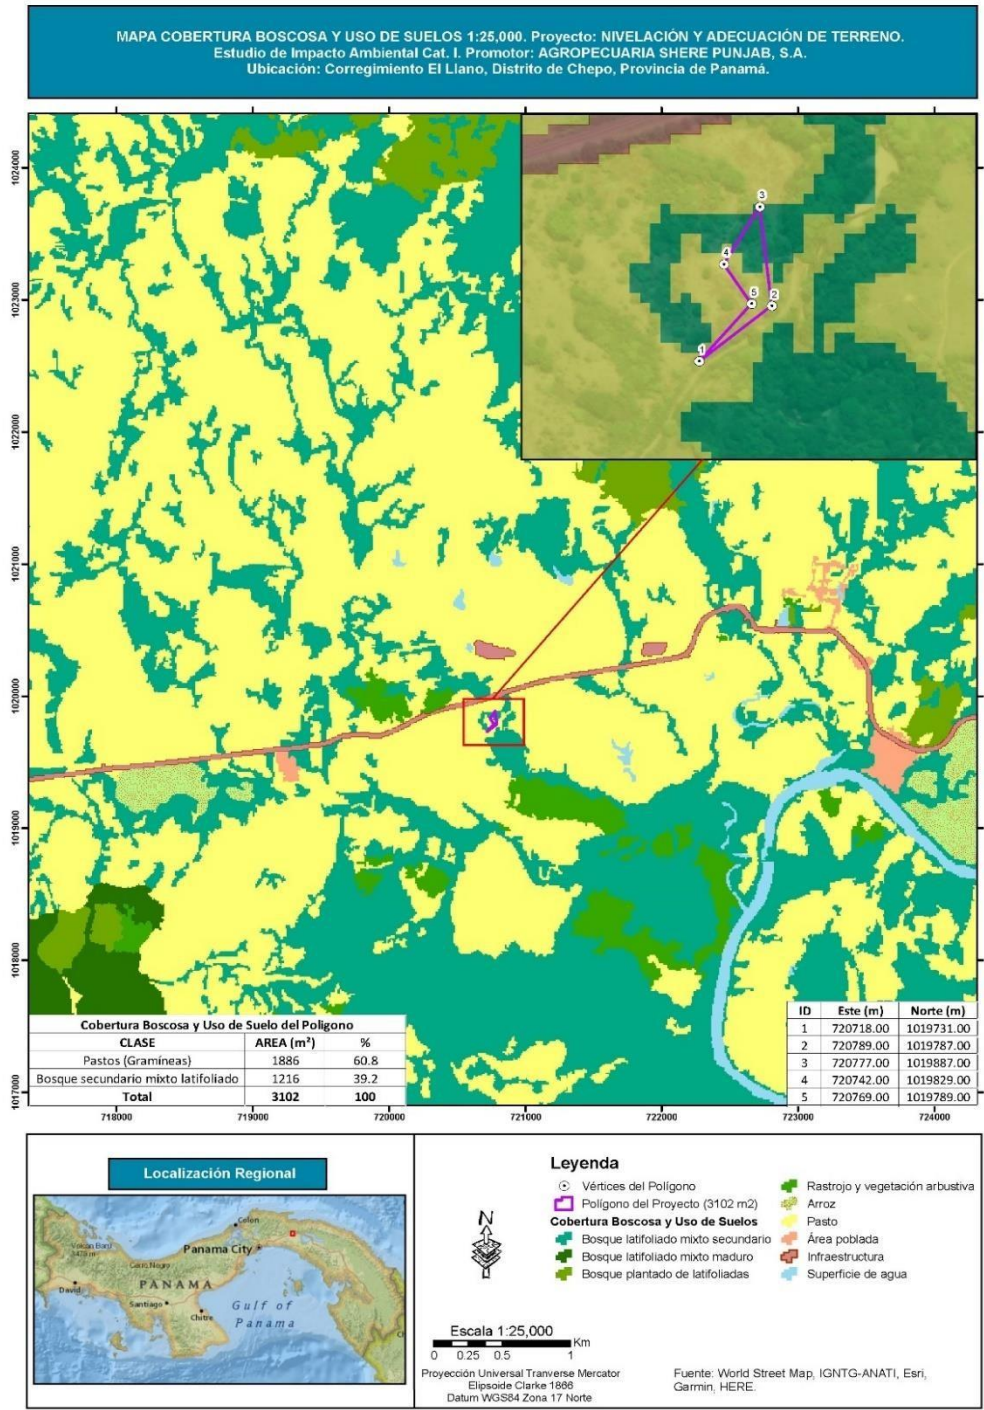 MAPA COBERTURA BOSCOSA Y USO DE SUELOS 1:25,000. Proyecto: NIVELACIÓN Y ADECUACIÓN DE TERRENO.
Estudio de Impacto Ambiental Cat. I. Promotor: AGROPECUARIA SHERE PUNJAB, S.A.
Ubicación: Corregimiento El Llano, Distrito de Chepo, Provincia de Panamá.
1024000
1023000
1022000
1021000
1020000
1019000
1018000
1017000
3
4
5
2
1
Cobertura Boscosa y Uso de Suelo del Poligono
CLASE AREA (m²) %
Pastos (Gramíneas) 1886 60.8
Bosque secundario mixto latifoliado 1216 39.2
Total 3102 100
ID Este (m) Norte (m)
1 720718.00 1019731.00
2 720789.00 1019787.00
3 720777.00 1019887.00
4 720742.00 1019829.00
5 720769.00 1019789.00
718000 719000 720000 721000 722000 723000 724000
Localización Regional
Colon
Panama City
PANAMA
David
Santiago
Chitre
Gulf of
Panama
Leyenda
Vértices del Polígono
Polígono del Proyecto (3102 m2)
Cobertura Boscosa y Uso de Suelos
Bosque latifoliado mixto secundario
Bosque latifoliado mixto maduro
Bosque plantado de latifoliadas
Rastrojo y vegetación arbustiva
Arroz
Pasto
Área poblada
Infraestructura
Superficie de agua
N
Escala 1:25,000
Km
0 0.25 0.5 1
Proyección Universal Tranverse Mercator
Elipsoide Clarke 1866
Datum WGS84 Zona 17 Norte
Fuente: World Street Map, IGNTG-ANATI, Esri,
Garmin, HERE.